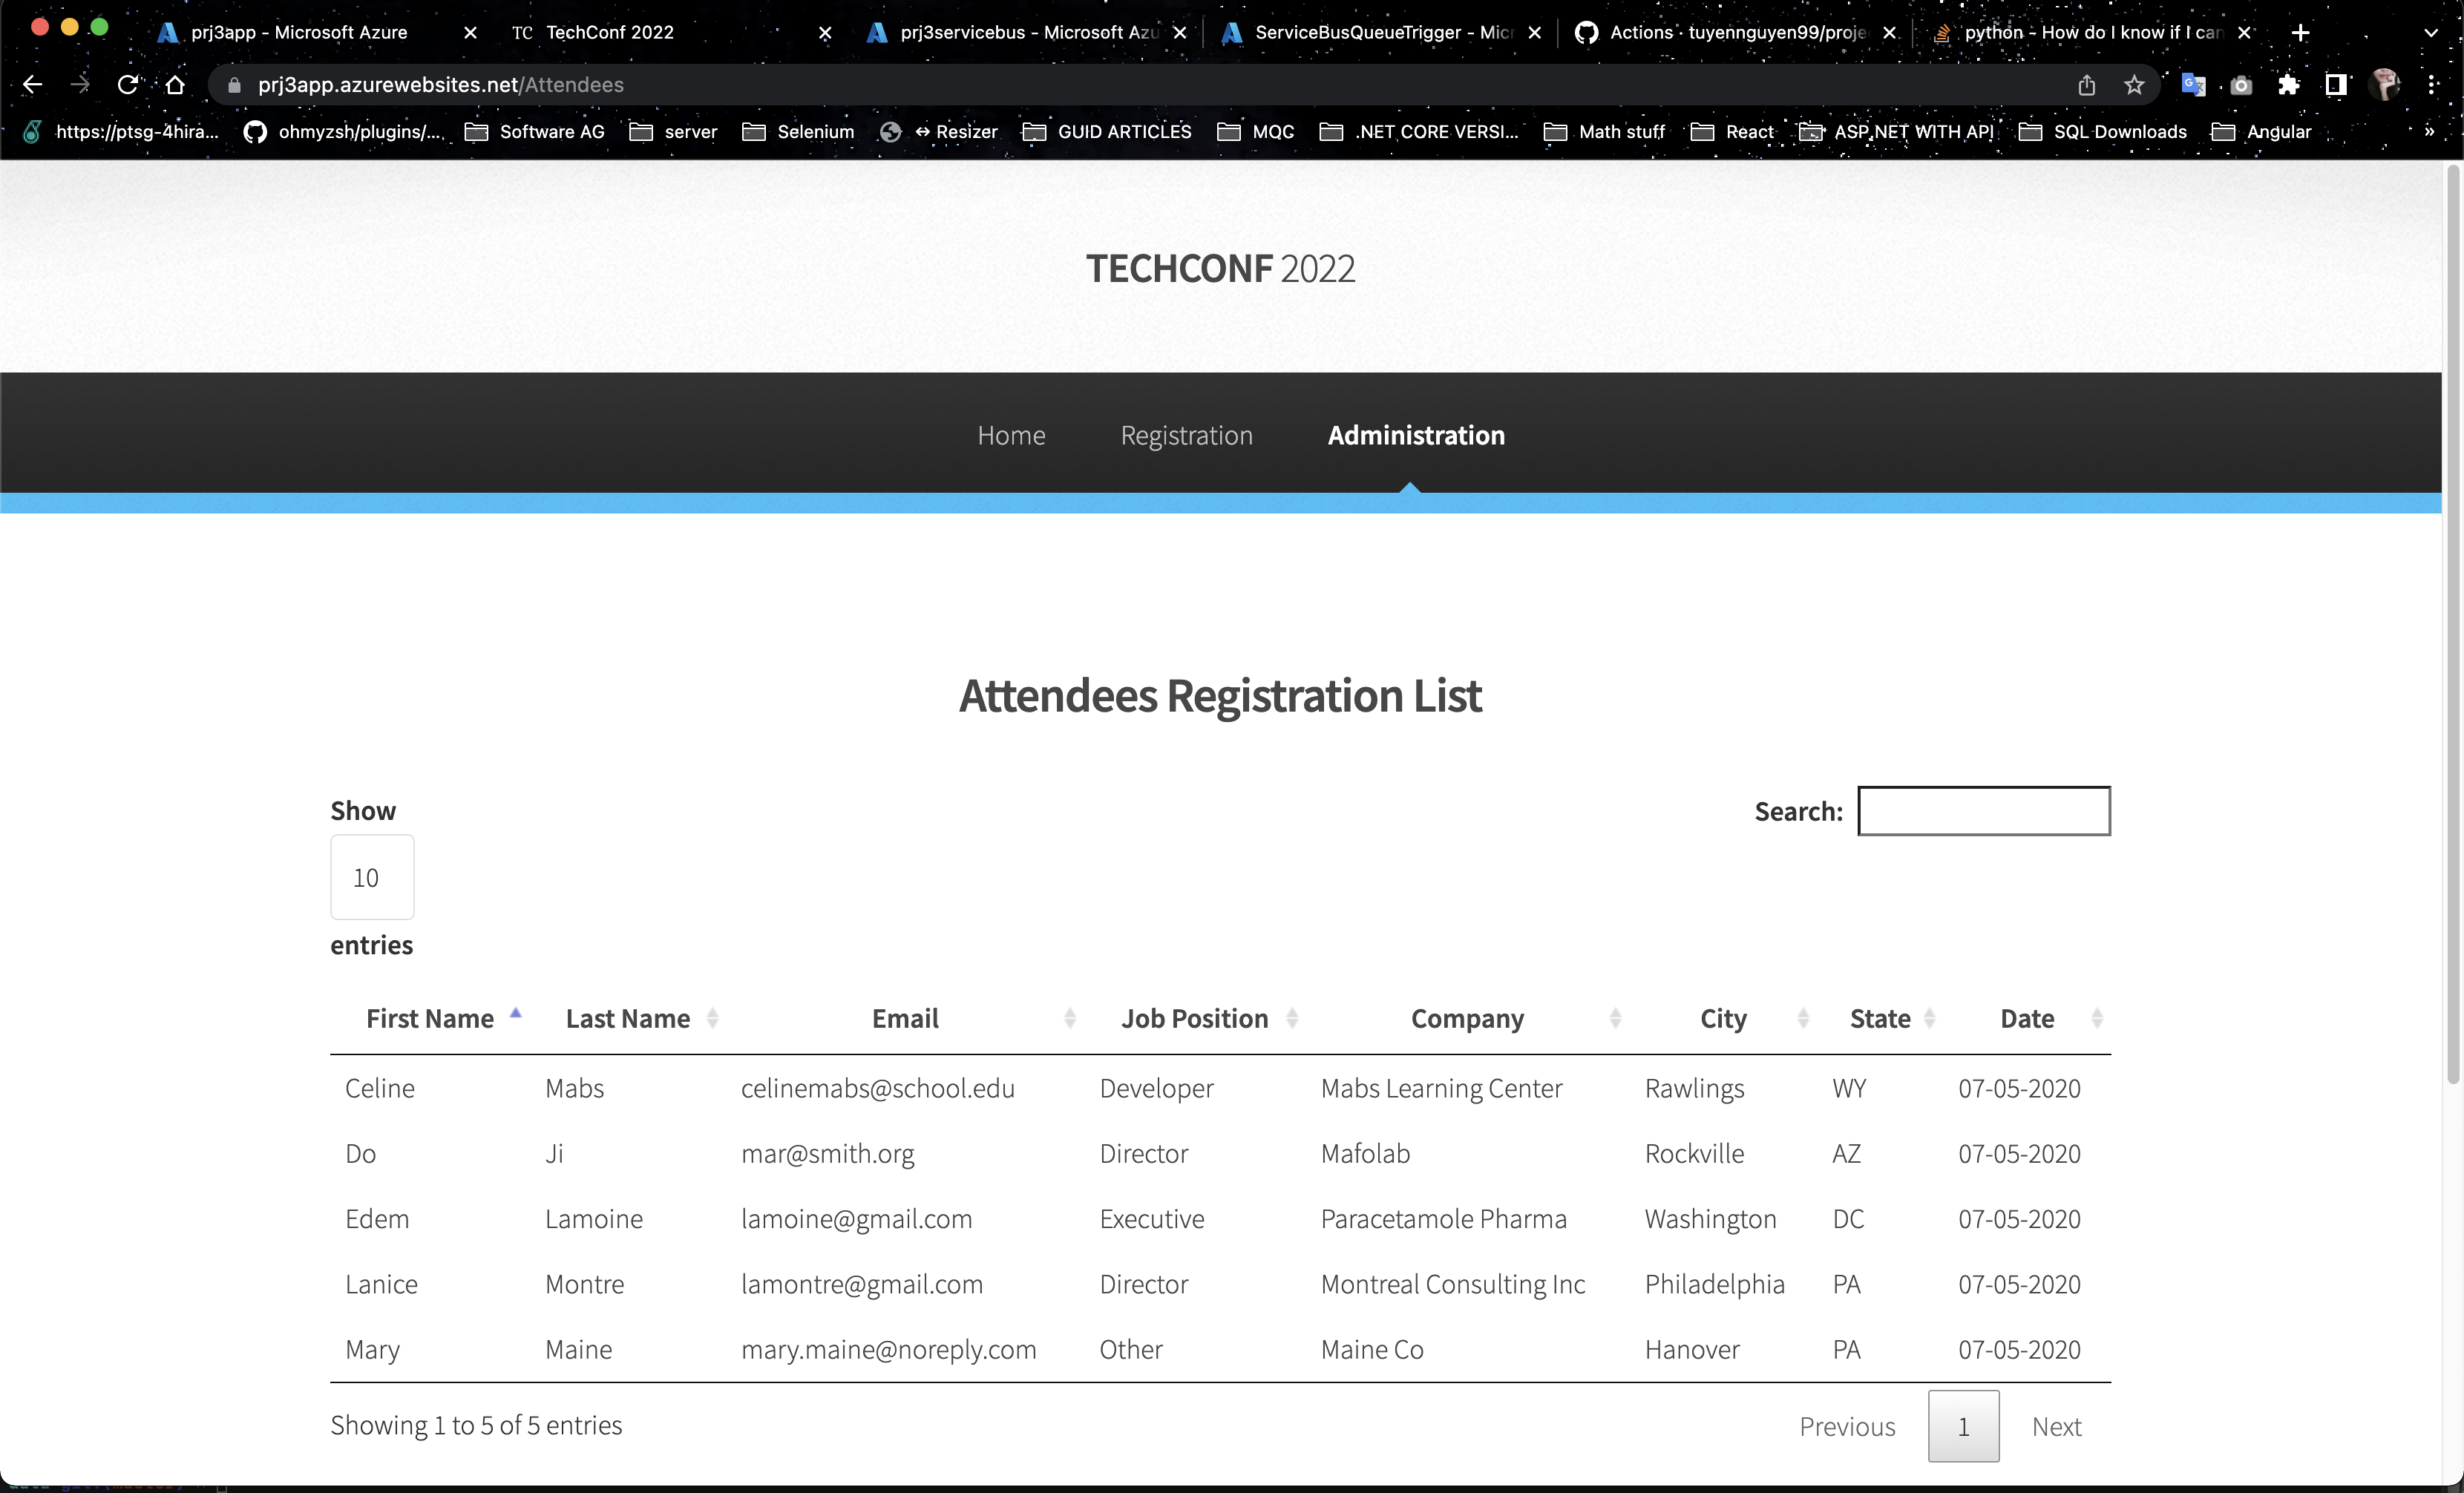 prj3app - Microsoft Azure
TC TechConf 2022
prj3servicebus - Microsoft Azu
ServiceBusQueueTrigger - Micr
Actions · tuyennguyen99/proje
python - How do I know if I can
prj3app.azurewebsites.net/Attendees
https://ptsg-4hira... ohmyzsh/plugins/... Software AG server Selenium ↔ Resizer GUID ARTICLES MQC .NET CORE VERSI... Math stuff React ASP.NET WITH API SQL Downloads Angular »
TECHCONF 2022
Home Registration Administration
Attendees Registration List
Show
10
entries
Search:
First Name Last Name Email Job Position Company City State Date
Celine Mabs celinemabs@school.edu Developer Mabs Learning Center Rawlings WY 07-05-2020
Do Ji mar@smith.org Director Mafolab Rockville AZ 07-05-2020
Edem Lamoine lamoine@gmail.com Executive Paracetamole Pharma Washington DC 07-05-2020
Lanice Montre lamontre@gmail.com Director Montreal Consulting Inc Philadelphia PA 07-05-2020
Mary Maine mary.maine@noreply.com Other Maine Co Hanover PA 07-05-2020
Showing 1 to 5 of 5 entries
Previous 1 Next